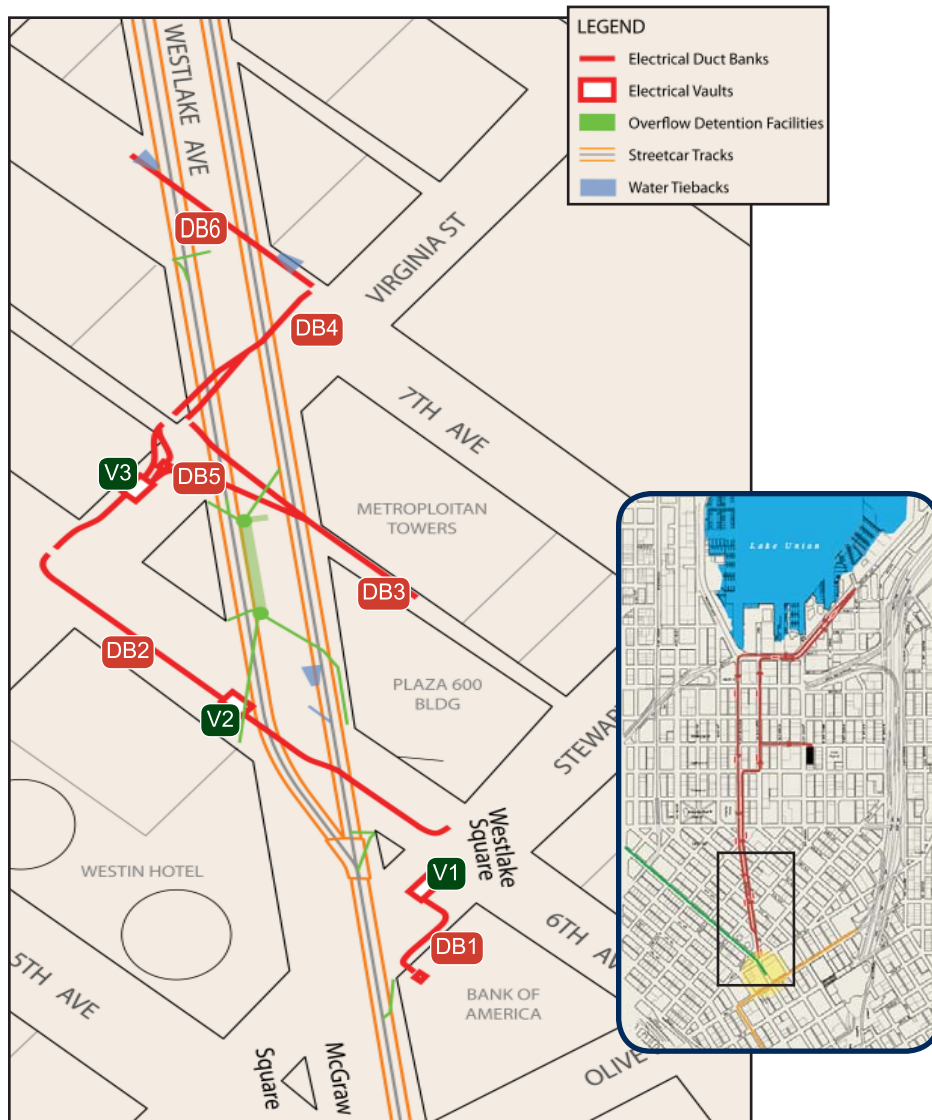 LEGEND
Electrical Duct Banks
Electrical Vaults
Overflow Detention Facilities
Streetcar Tracks
Water Tiebacks
WESTLAKE AVE
DB6
VIRGINIA ST
DB4
7TH AVE
V3
DB5
METROPLOITAN
TOWERS
DB3
DB2
PLAZA 600
BLDG
V2
STEWAR
Westlake
Square
WESTIN HOTEL
V1
DB1
6TH AV
5TH AVE
BANK OF
AMERICA
OLIVE
McGraw
Square
Lake Union